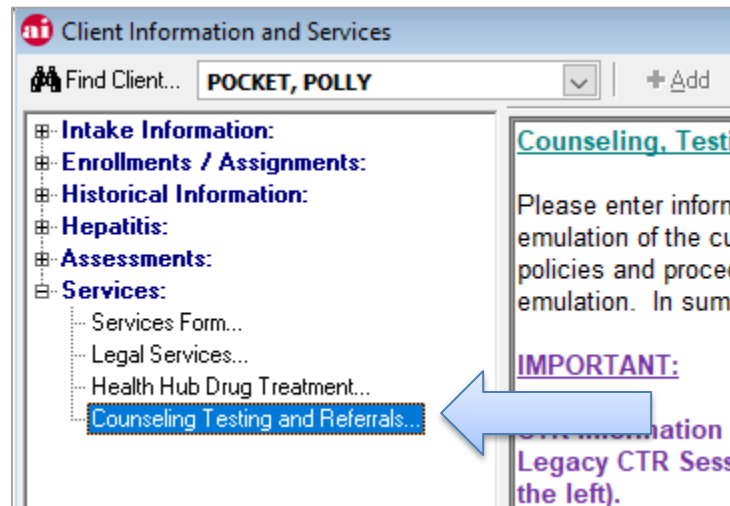 ai Client Information and Services
Find Client... POCKET, POLLY Add
Intake Information:
Enrollments / Assignments:
Historical Information:
Hepatitis:
Assessments:
Services:
Services Form...
Legal Services...
Health Hub Drug Treatment...
Counseling Testing and Referrals...
Counseling, Testi
Please enter inform
emulation of the cu
policies and proced
emulation. In sum
IMPORTANT:
Legacy CTR Sess
the left).